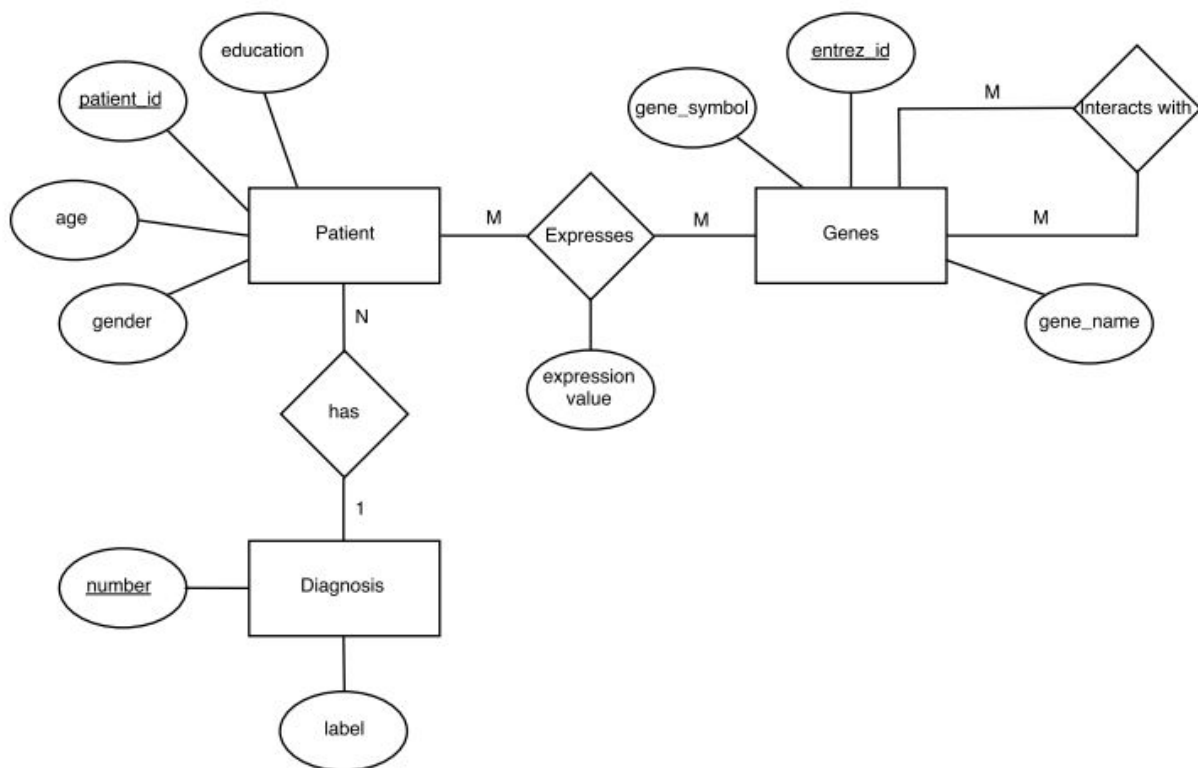 education
entrez_id
patient_id
gene_symbol
M
Interacts with
age
Patient
M
Expresses
M
Genes
M
gender
N
gene_name
expression
value
has
1
number
Diagnosis
label